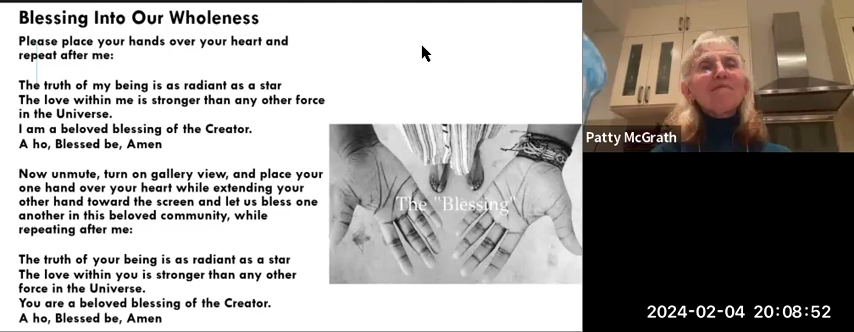 Blessing Into Our Wholeness
Please place your hands over your heart and
repeat after me:
The truth of my being is as radiant as a star
The love within me is stronger than any other force
in the Universe.
I am a beloved blessing of the Creator.
A ho, Blessed be, Amen
Now unmute, turn on gallery view, and place your
one hand over your heart while extending your
other hand toward the screen and let us bless one
another in this beloved community, while
repeating after me:
The truth of your being is as radiant as a star
The love within you is stronger than any other
force in the Universe.
You are a beloved blessing of the Creator.
A ho, Blessed be, Amen
The "Blessing"
Patty McGrath
2024-02-04 20:08:52